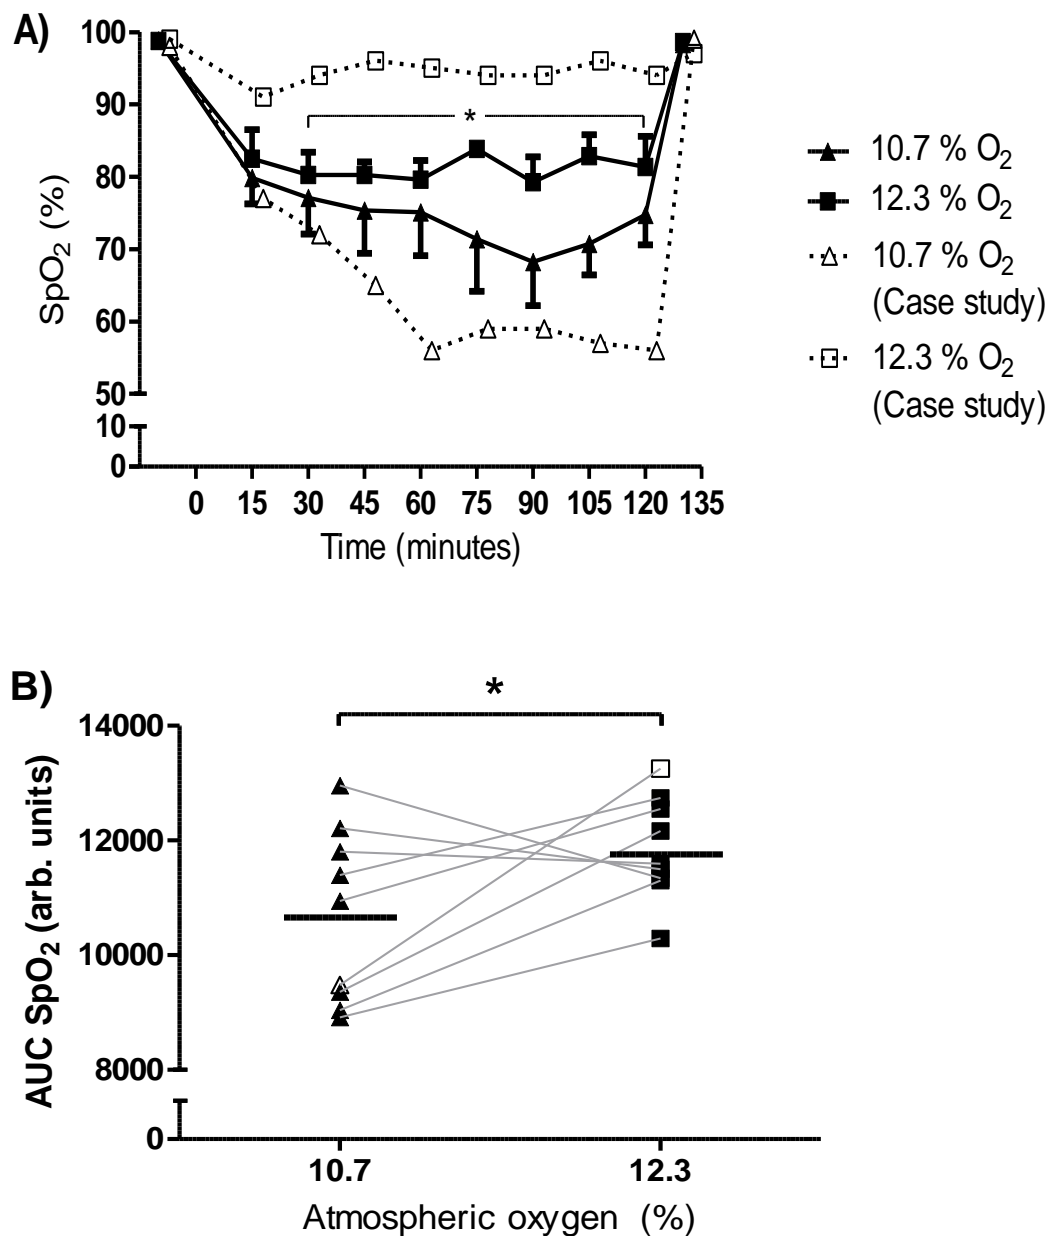 A)
100
90
80
70
60
50
10
0
SpO₂ (%)
*
0 15 30 45 60 75 90 105 120 135
Time (minutes)
10.7 % O₂
12.3 % O₂
10.7 % O₂
(Case study)
12.3 % O₂
(Case study)
B)
*
14000
12000
10000
8000
0
AUC SpO₂ (arb. units)
10.7 12.3
Atmospheric oxygen (%)